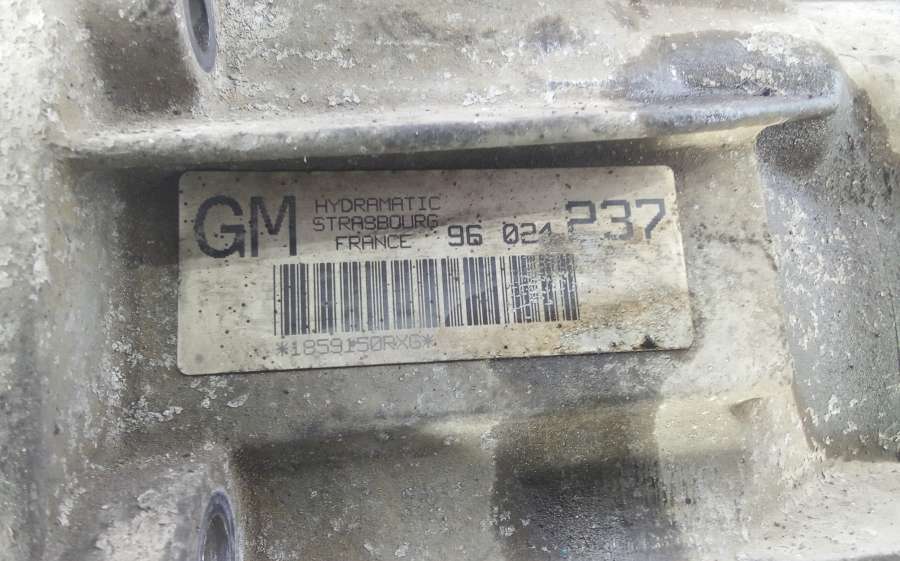 GM HYDRAMATIC
STRASBOURG
FRANCE 96 024 P37
*1859150RXG*